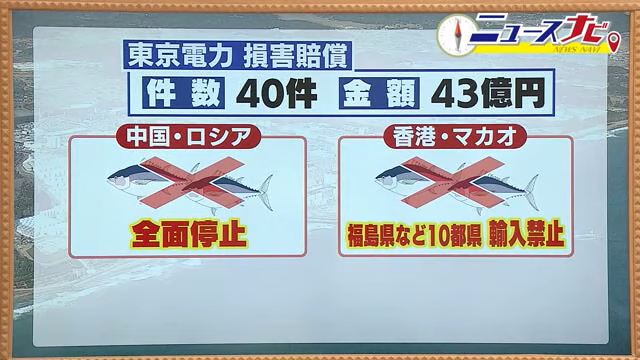 ニュースナビ
NEWS NAVI
東京電力 損害賠償
件数 40件 金額 43億円
中国・ロシア
香港・マカオ
全面停止
福島県など10都県 輸入禁止